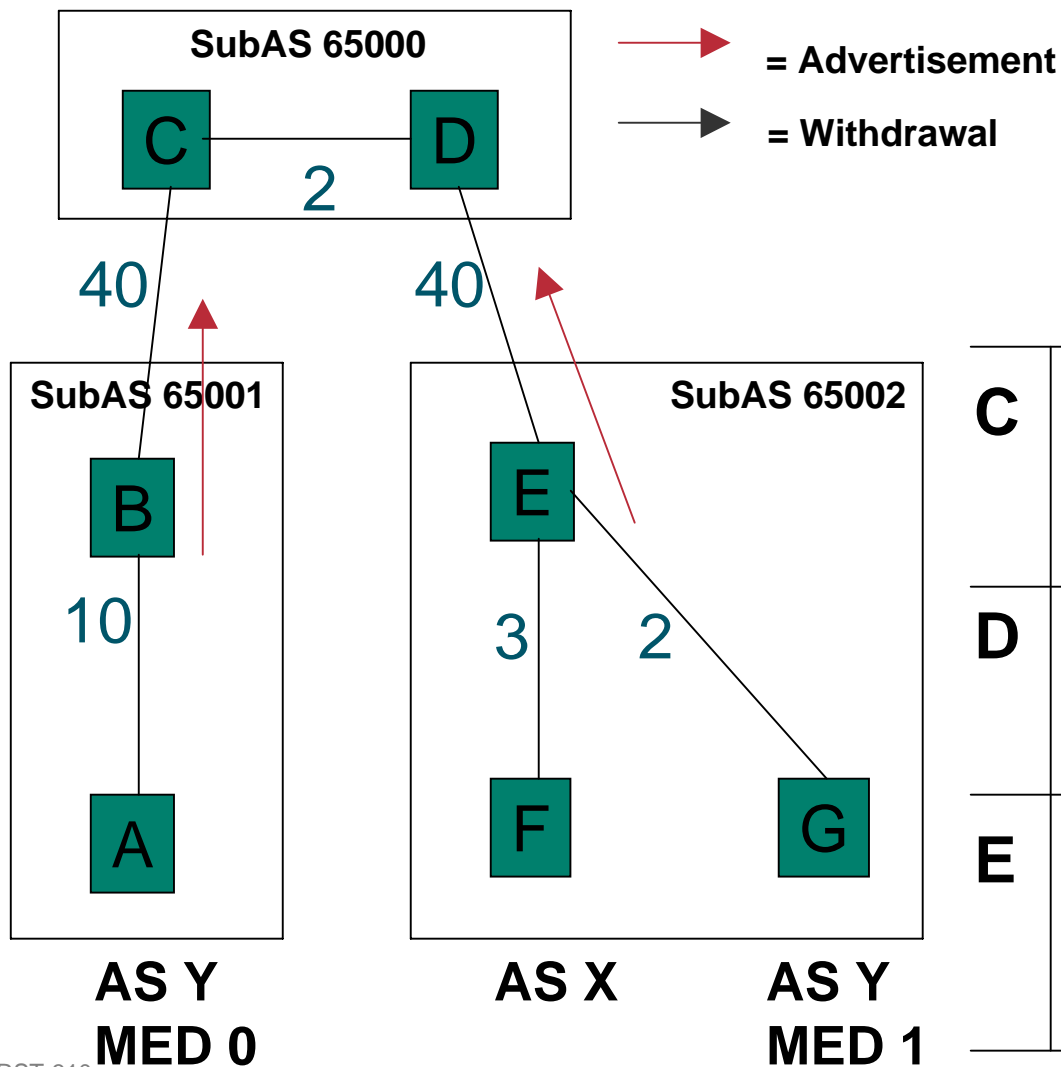 SubAS 65000
= Advertisement
= Withdrawal
C
D
2
40
40
SubAS 65001
SubAS 65002
C
B
E
10
3
2
D
A
F
G
E
AS Y
MED 0
AS X
AS Y
MED 1